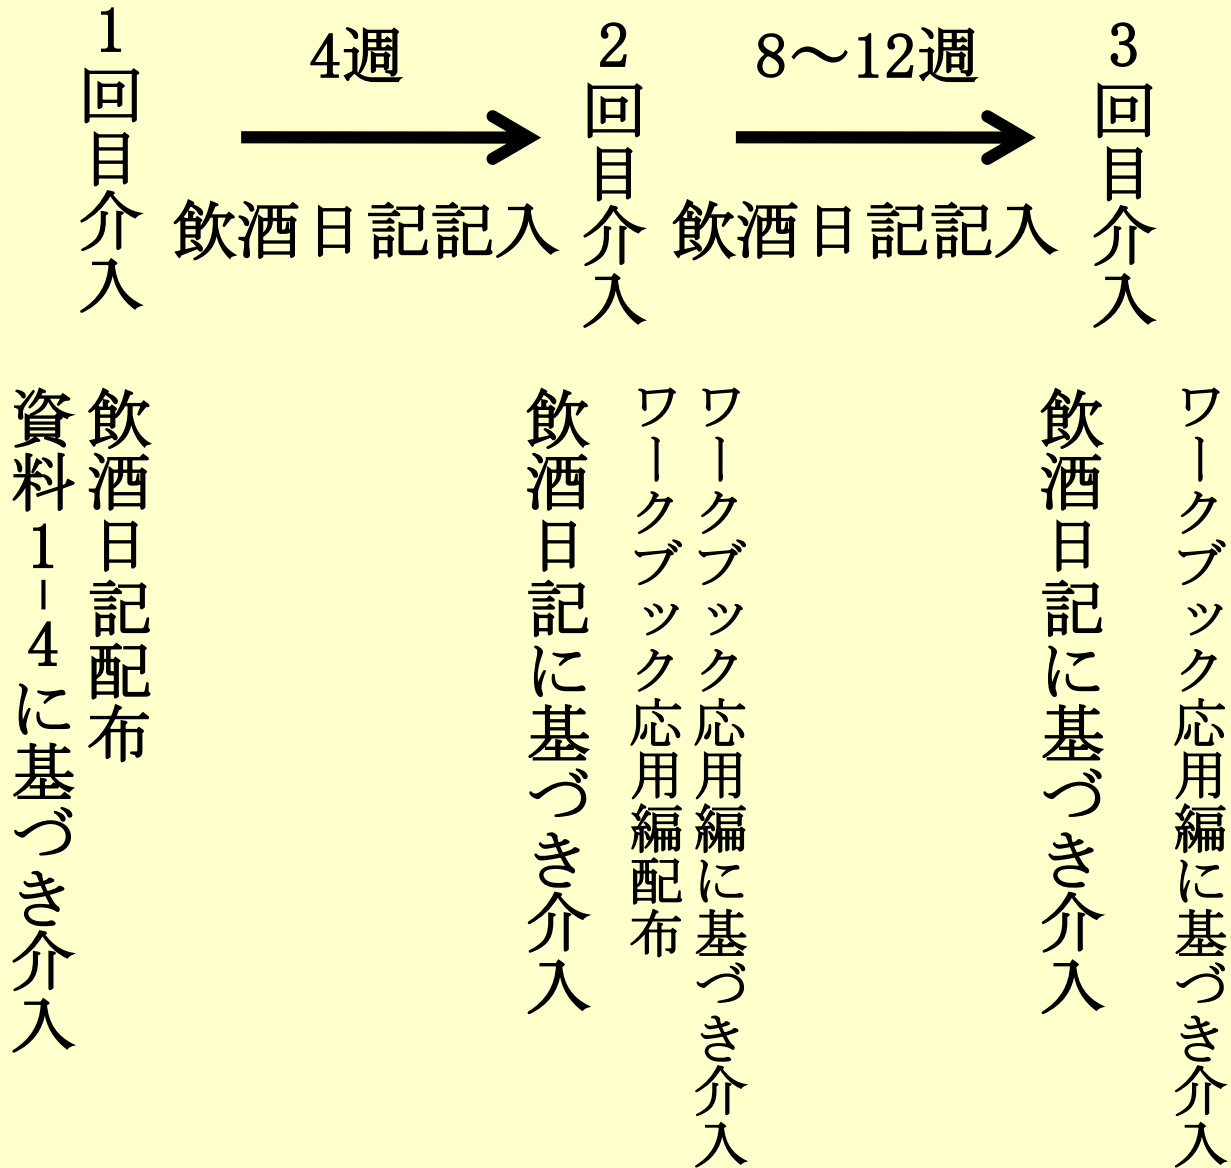 1回目介入
4週
飲酒日記記入
2回目介入
8～12週
飲酒日記記入
3回目介入
飲酒日記配布
資料1-4に基づき介入
ワークブック応用編に基づき介入
ワークブック応用編配布
飲酒日記に基づき介入
ワークブック応用編に基づき介入
飲酒日記に基づき介入